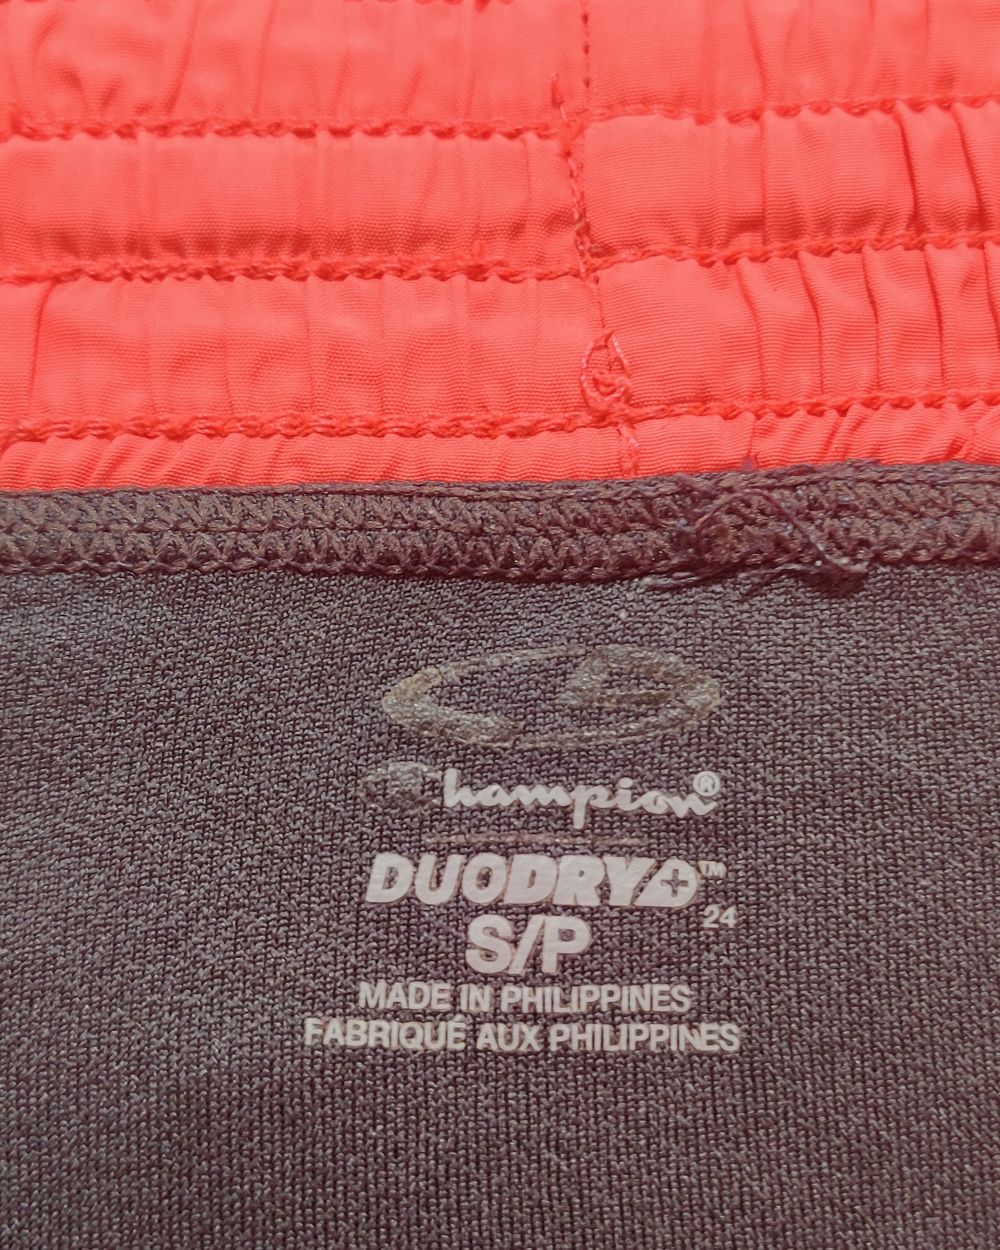 Champion®
DUODRY+™
24
S/P
MADE IN PHILIPPINES
FABRIQUÉ AUX PHILIPPINES